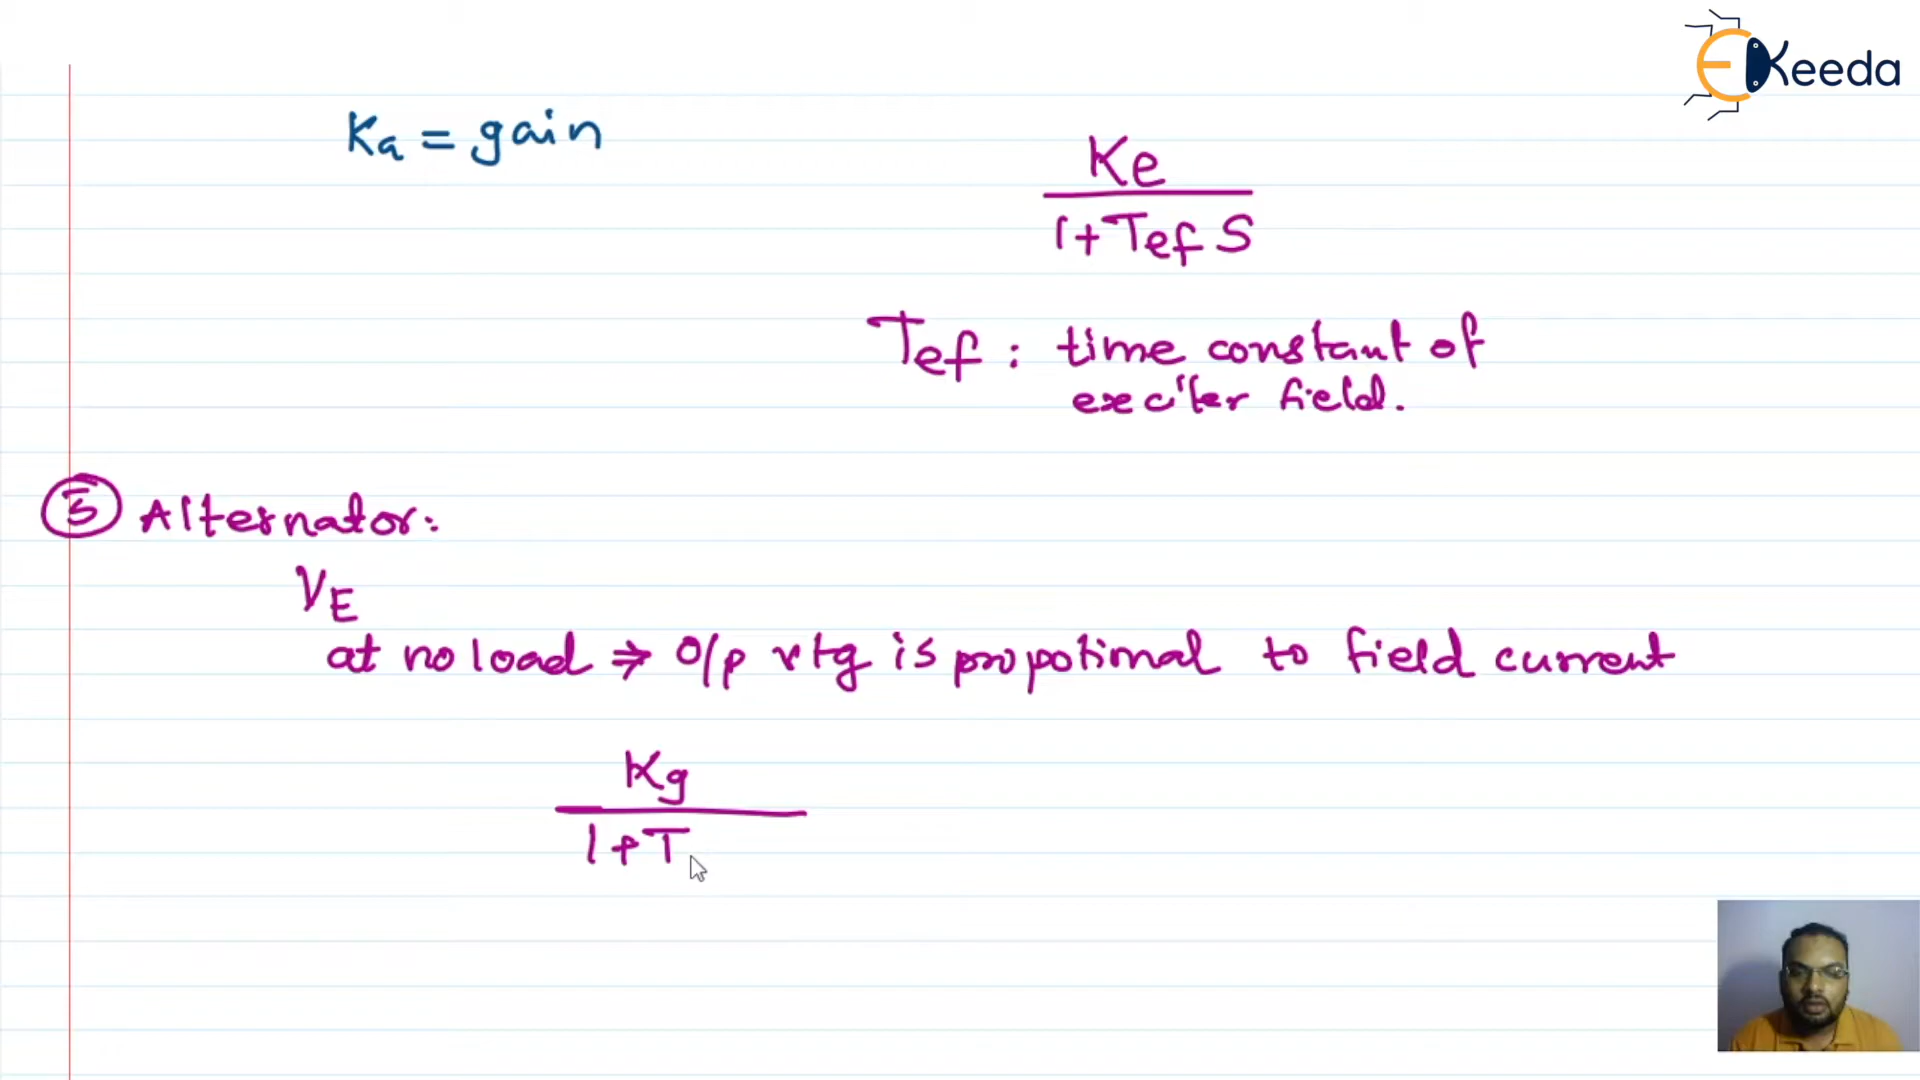 EKeeda
Ka = gain
Ke
1+Tef S
Tef : time constant of
exciter field.
5 Alternator:
VE
at no load ⇒ O/p vtg is propotional to field current
Kg
1+T